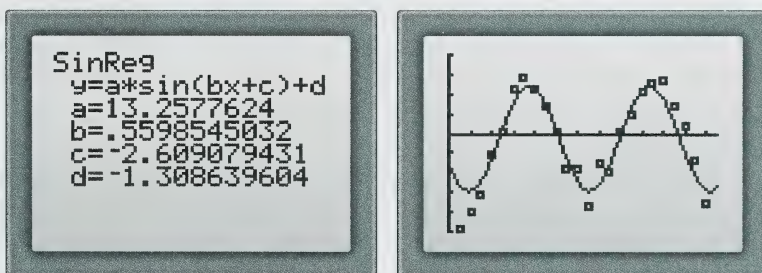 SinReg
y=a*sin(bx+c)+d
a=13.2577624
b=.5598545032
c=-2.609079431
d=-1.308639604